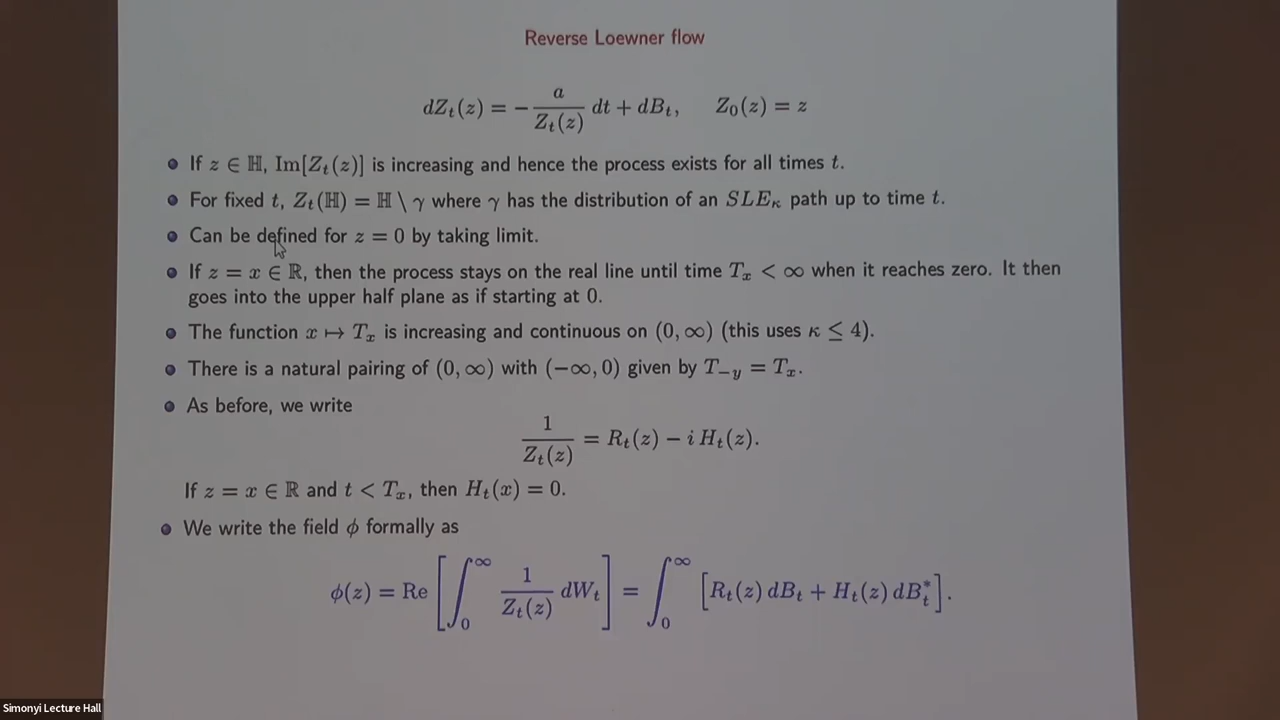 Reverse Loewner flow
dZ_t(z) = − a/Z_t(z) dt + dB_t,   Z_0(z) = z
• If z ∈ ℍ, Im[Z_t(z)] is increasing and hence the process exists for all times t.
• For fixed t, Z_t(ℍ) = ℍ \ γ where γ has the distribution of an SLE_κ path up to time t.
• Can be defined for z = 0 by taking limit.
• If z = x ∈ ℝ, then the process stays on the real line until time T_x < ∞ when it reaches zero. It then
goes into the upper half plane as if starting at 0.
• The function x ↦ T_x is increasing and continuous on (0, ∞) (this uses κ ≤ 4).
• There is a natural pairing of (0, ∞) with (−∞, 0) given by T_{−y} = T_x.
• As before, we write
1/Z_t(z) = R_t(z) − i H_t(z).
If z = x ∈ ℝ and t < T_x, then H_t(x) = 0.
• We write the field ϕ formally as
ϕ(z) = Re [ ∫_0^∞ 1/Z_t(z) dW_t ] = ∫_0^∞ [ R_t(z) dB_t + H_t(z) dB_t^* ].
Simonyi Lecture Hall